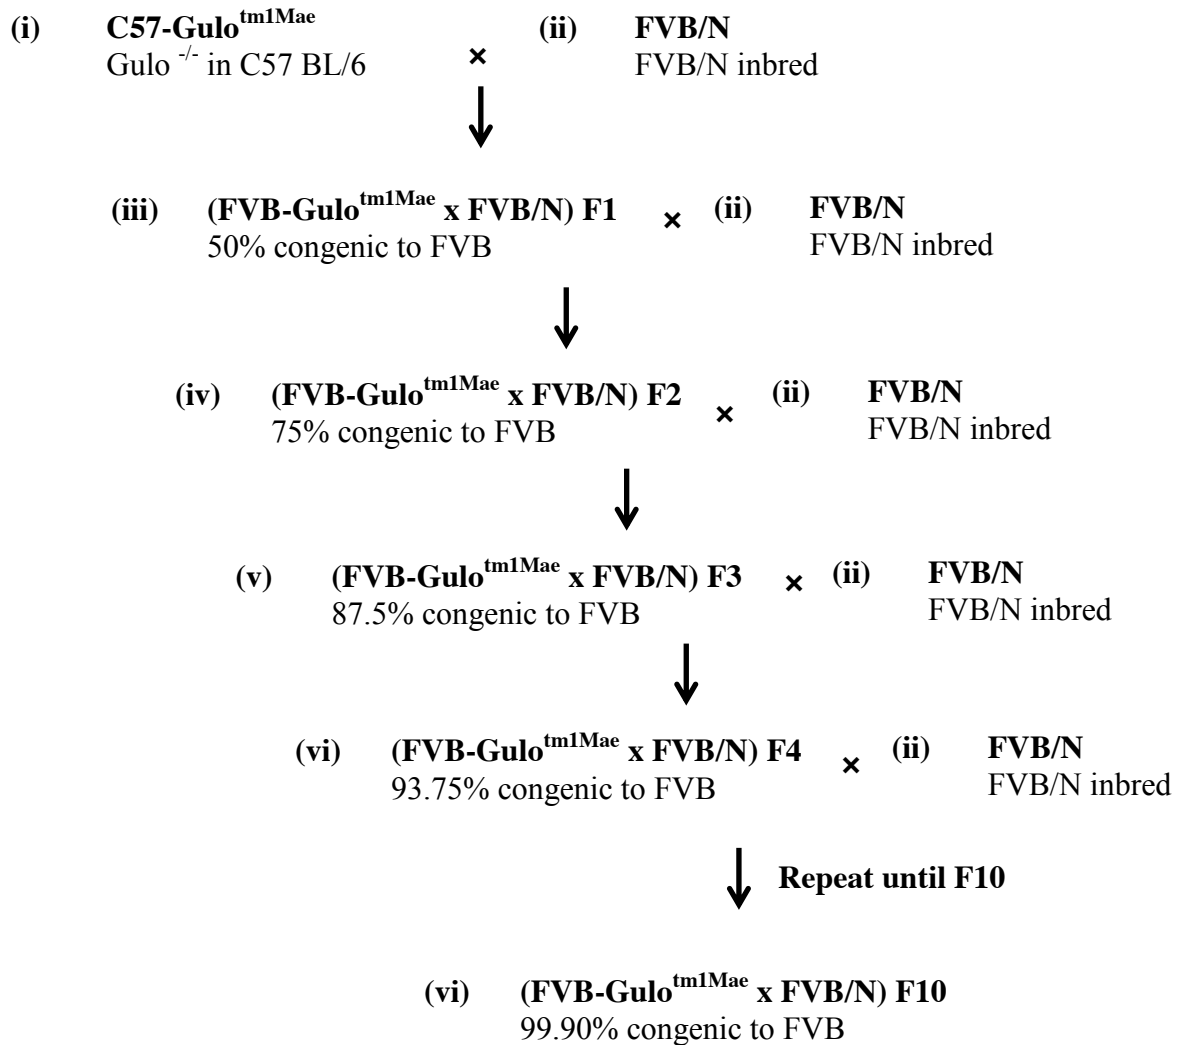 (i) C57-Gulo^tm1Mae × (ii) FVB/N
Gulo ^-/- in C57 BL/6 FVB/N inbred
(iii) (FVB-Gulo^tm1Mae x FVB/N) F1 × (ii) FVB/N
50% congenic to FVB FVB/N inbred
(iv) (FVB-Gulo^tm1Mae x FVB/N) F2 × (ii) FVB/N
75% congenic to FVB FVB/N inbred
(v) (FVB-Gulo^tm1Mae x FVB/N) F3 × (ii) FVB/N
87.5% congenic to FVB FVB/N inbred
(vi) (FVB-Gulo^tm1Mae x FVB/N) F4 × (ii) FVB/N
93.75% congenic to FVB FVB/N inbred
Repeat until F10
(vi) (FVB-Gulo^tm1Mae x FVB/N) F10
99.90% congenic to FVB